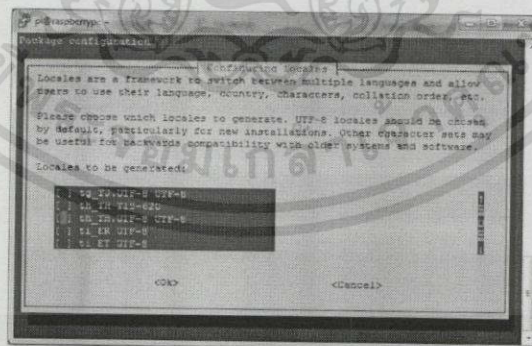 pi@raspberrypi: ~
Package configuration
Configuring locales
Locales are a framework to switch between multiple languages and allow
users to use their language, country, characters, collation order, etc.
Please choose which locales to generate. UTF-8 locales should be chosen
by default, particularly for new installations. Other character sets may
be useful for backwards compatibility with older systems and software.
Locales to be generated:
[ ] tg_TJ.UTF-8 UTF-8
[ ] th_TH TIS-620
[ ] th_TH.UTF-8 UTF-8
[ ] ti_ER UTF-8
[ ] ti_ET UTF-8
<Ok>
<Cancel>